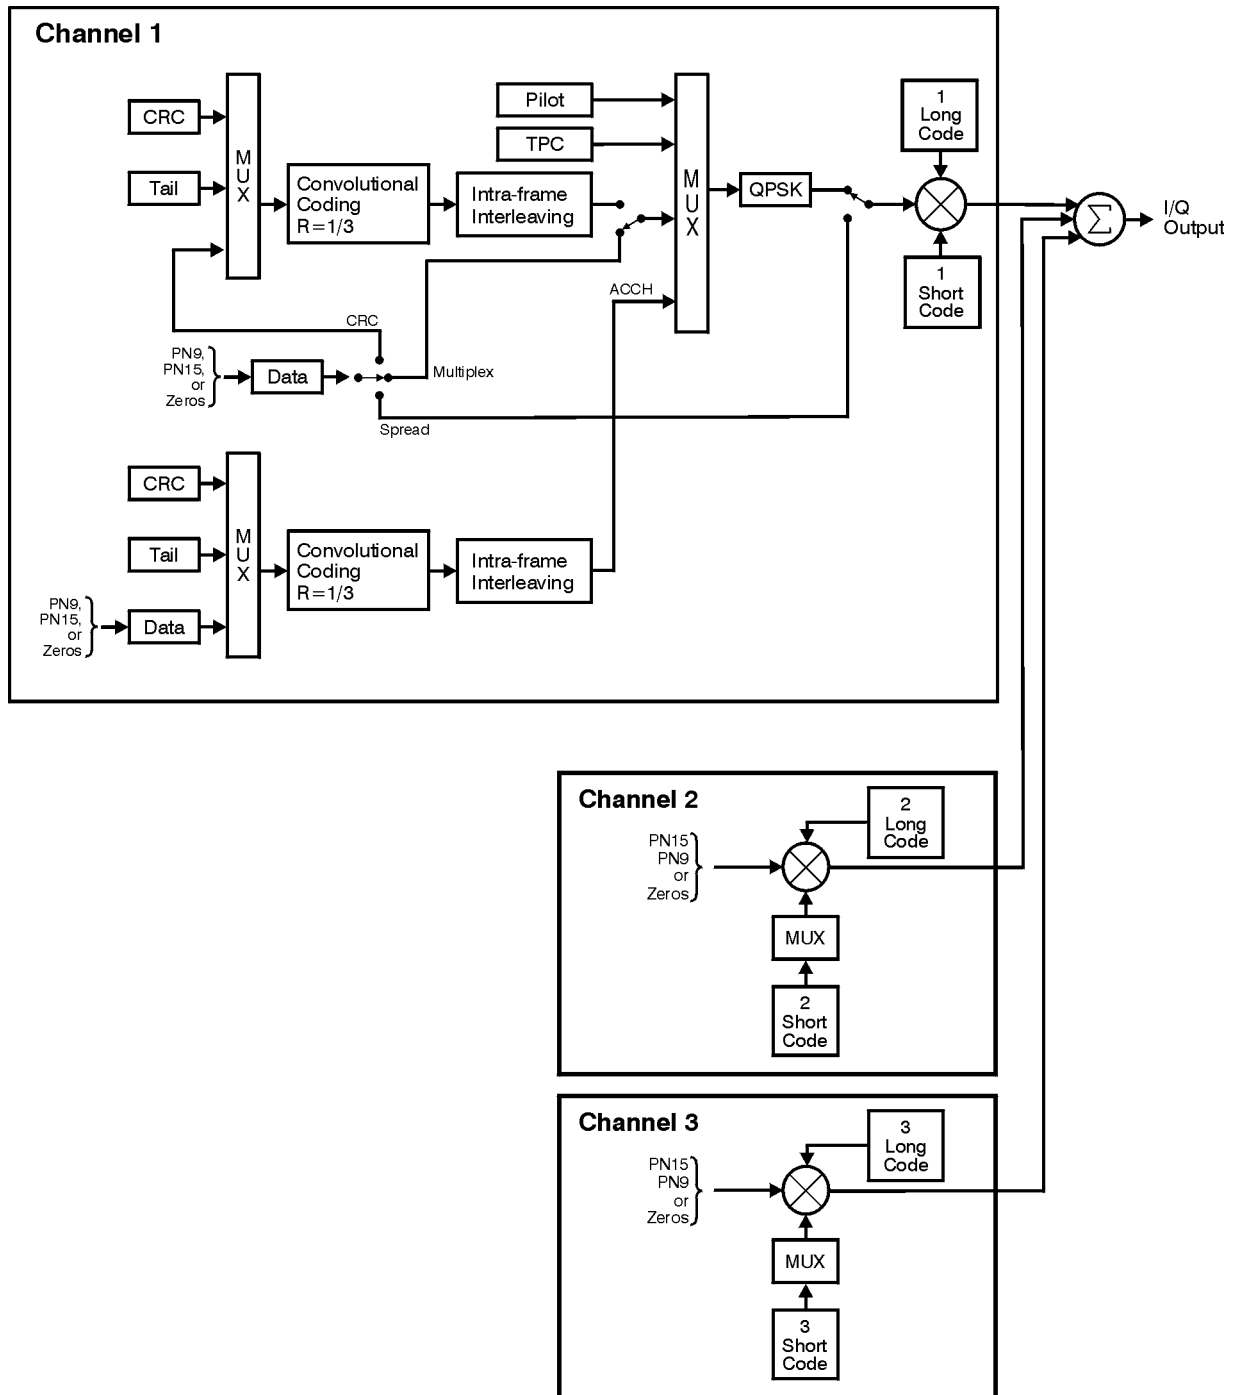 Channel 1
CRC
Tail
M
U
X
Convolutional
Coding
R=1/3
Intra-frame
Interleaving
Pilot
TPC
M
U
X
QPSK
1
Long
Code
1
Short
Code
Σ
I/Q
Output
ACCH
CRC
PN9,
PN15,
or
Zeros
Data
Multiplex
Spread
CRC
Tail
PN9,
PN15,
or
Zeros
Data
M
U
X
Convolutional
Coding
R=1/3
Intra-frame
Interleaving
Channel 2
2
Long
Code
PN15
PN9
or
Zeros
MUX
2
Short
Code
Channel 3
3
Long
Code
PN15
PN9
or
Zeros
MUX
3
Short
Code